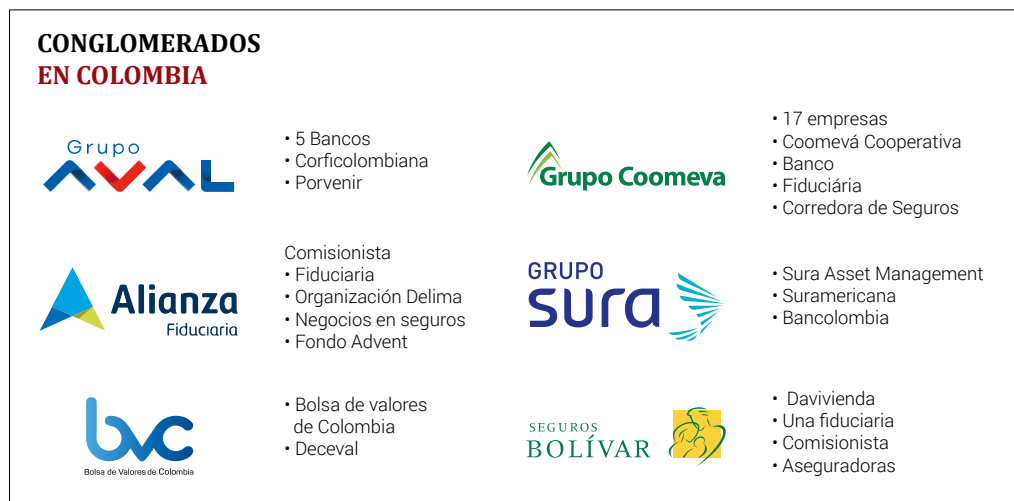 CONGLOMERADOS
EN COLOMBIA
Grupo
AVAL
• 5 Bancos
• Corficolombiana
• Porvenir
Grupo Coomeva
• 17 empresas
• Coomevá Cooperativa
• Banco
• Fiduciária
• Corredora de Seguros
Alianza
Fiduciaria
Comisionista
• Fiduciaria
• Organización Delima
• Negocios en seguros
• Fondo Advent
GRUPO
sura
• Sura Asset Management
• Suramericana
• Bancolombia
bvc
Bolsa de Valores de Colombia
• Bolsa de valores
de Colombia
• Deceval
SEGUROS
BOLÍVAR
• Davivienda
• Una fiduciaria
• Comisionista
• Aseguradoras